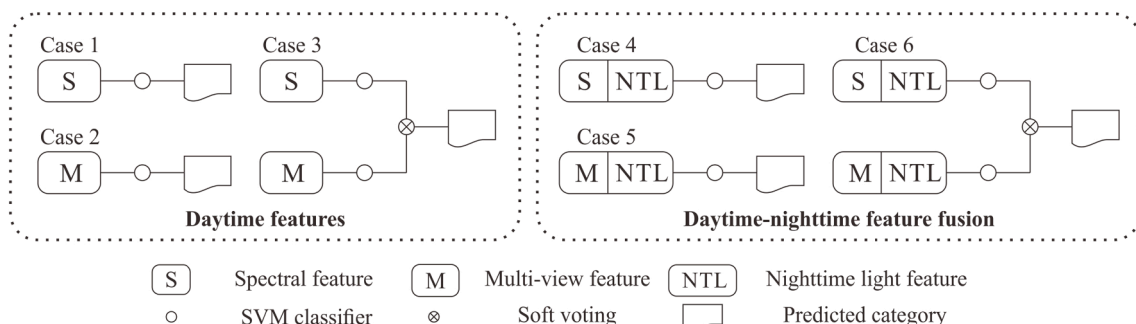 Case 1
Case 3
Case 4
Case 6
S
S
S NTL
S NTL
Case 2
Case 5
M
M
M NTL
M NTL
Daytime features
Daytime-nighttime feature fusion
S Spectral feature M Multi-view feature NTL Nighttime light feature
SVM classifier Soft voting Predicted category